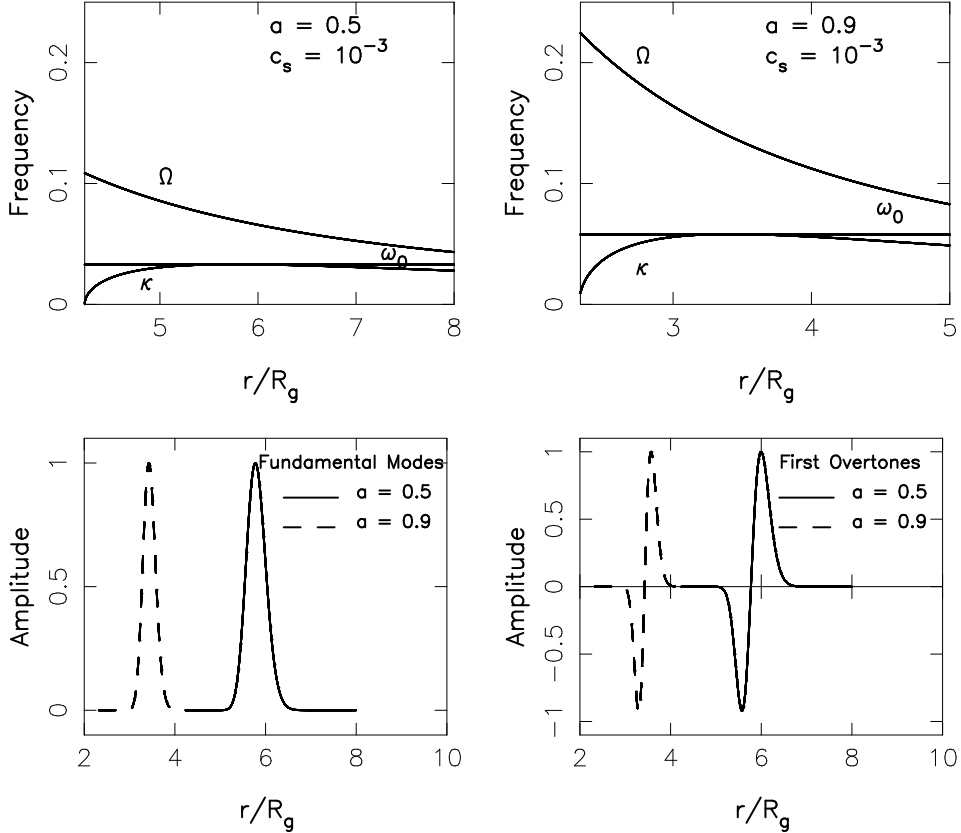 a = 0.5
c_s = 10^-3
Ω
ω_0
κ
Frequency
0
0.1
0.2
5 6 7 8
r/R_g
a = 0.9
c_s = 10^-3
Ω
ω_0
κ
Frequency
0
0.1
0.2
3 4 5
r/R_g
Fundamental Modes
a = 0.5
a = 0.9
Amplitude
1
0.5
0
2 4 6 8 10
r/R_g
First Overtones
a = 0.5
a = 0.9
Amplitude
1
0.5
0
−0.5
−1
2 4 6 8 10
r/R_g